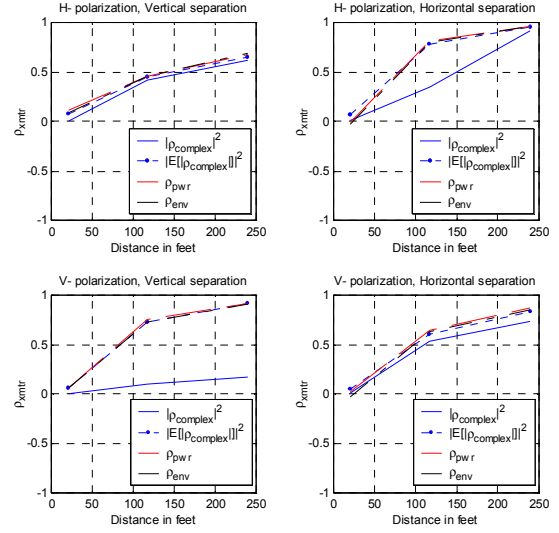 H- polarization, Vertical separation
1
0.5
0
-0.5
-1
ρxmtr
|ρcomplex|²
|E[|ρcomplex|]|²
ρpwr
ρenv
0 50 100 150 200 250
Distance in feet
H- polarization, Horizontal separation
1
0.5
0
-0.5
-1
ρxmtr
|ρcomplex|²
|E[|ρcomplex|]|²
ρpwr
ρenv
0 50 100 150 200 250
Distance in feet
V- polarization, Vertical separation
1
0.5
0
-0.5
-1
ρxmtr
|ρcomplex|²
|E[|ρcomplex|]|²
ρpwr
ρenv
0 50 100 150 200 250
Distance in feet
V- polarization, Horizontal separation
1
0.5
0
-0.5
-1
ρxmtr
|ρcomplex|²
|E[|ρcomplex|]|²
ρpwr
ρenv
0 50 100 150 200 250
Distance in feet